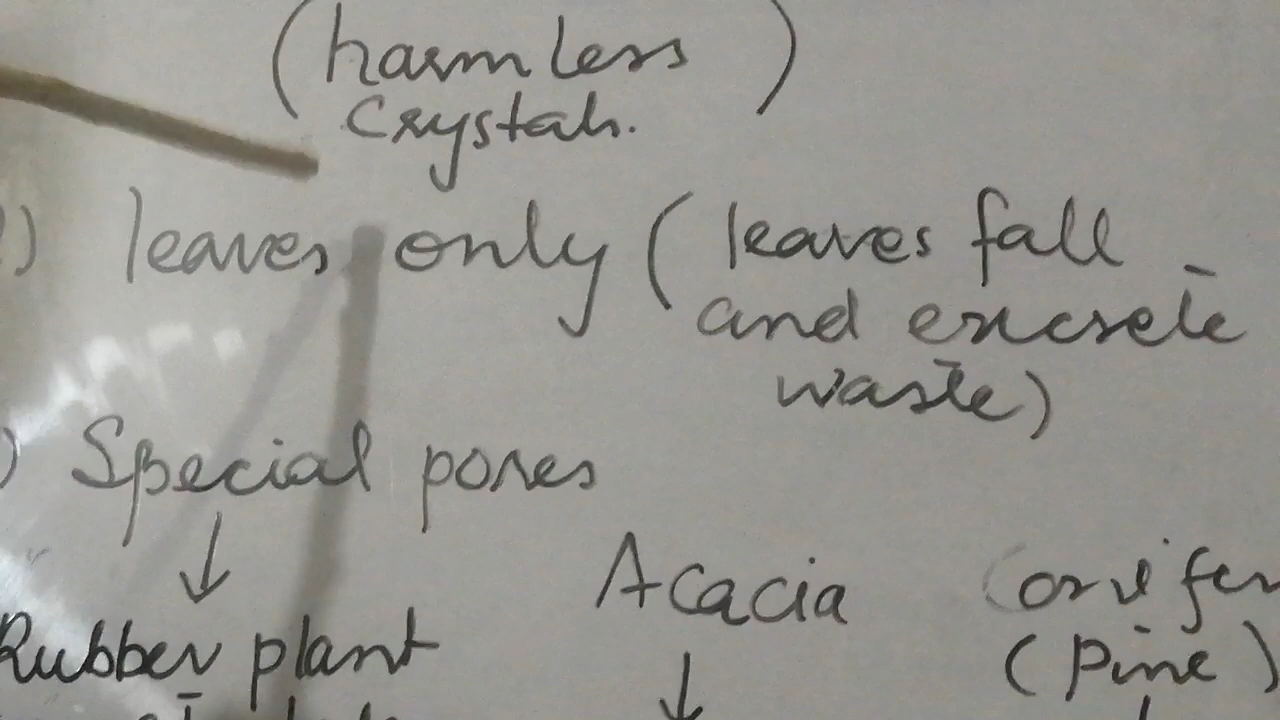 (harmless
crystals.)
) leaves only (leaves fall
and excrete
waste)
) Special pores
↓
Acacia Conifer
Rubber plant (Pine)
↓